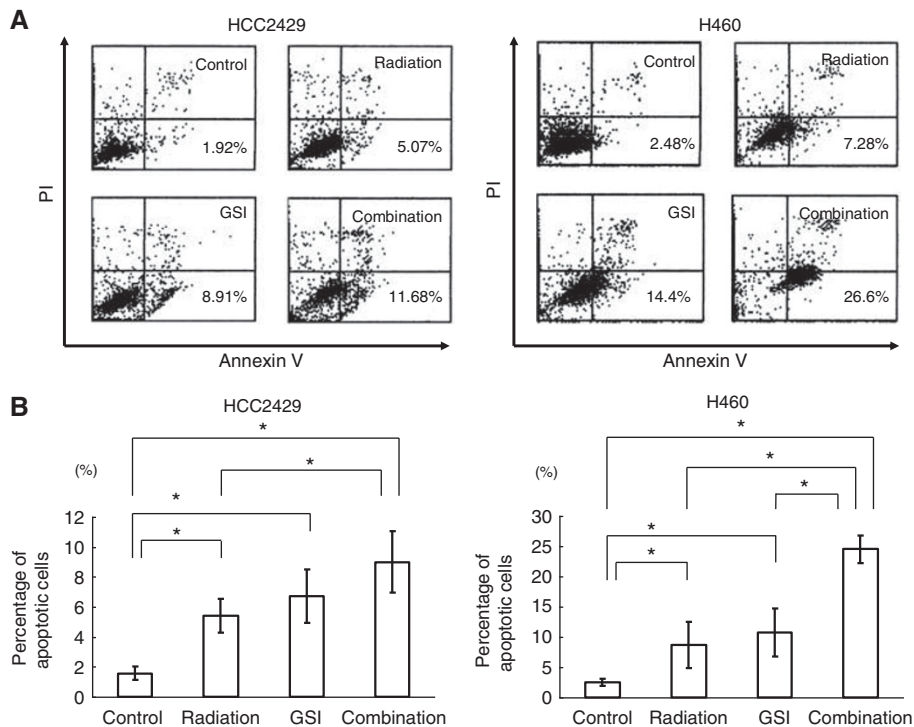 A
HCC2429
Control
1.92%
Radiation
5.07%
GSI
8.91%
Combination
11.68%
PI
Annexin V
H460
Control
2.48%
Radiation
7.28%
GSI
14.4%
Combination
26.6%
Annexin V
B
HCC2429
(%)
*
*
*
*
Percentage of
apoptotic cells
12
10
8
6
4
2
0
Control Radiation GSI Combination
H460
(%)
*
*
*
*
*
Percentage of
apoptotic cells
30
25
20
15
10
5
0
Control Radiation GSI Combination